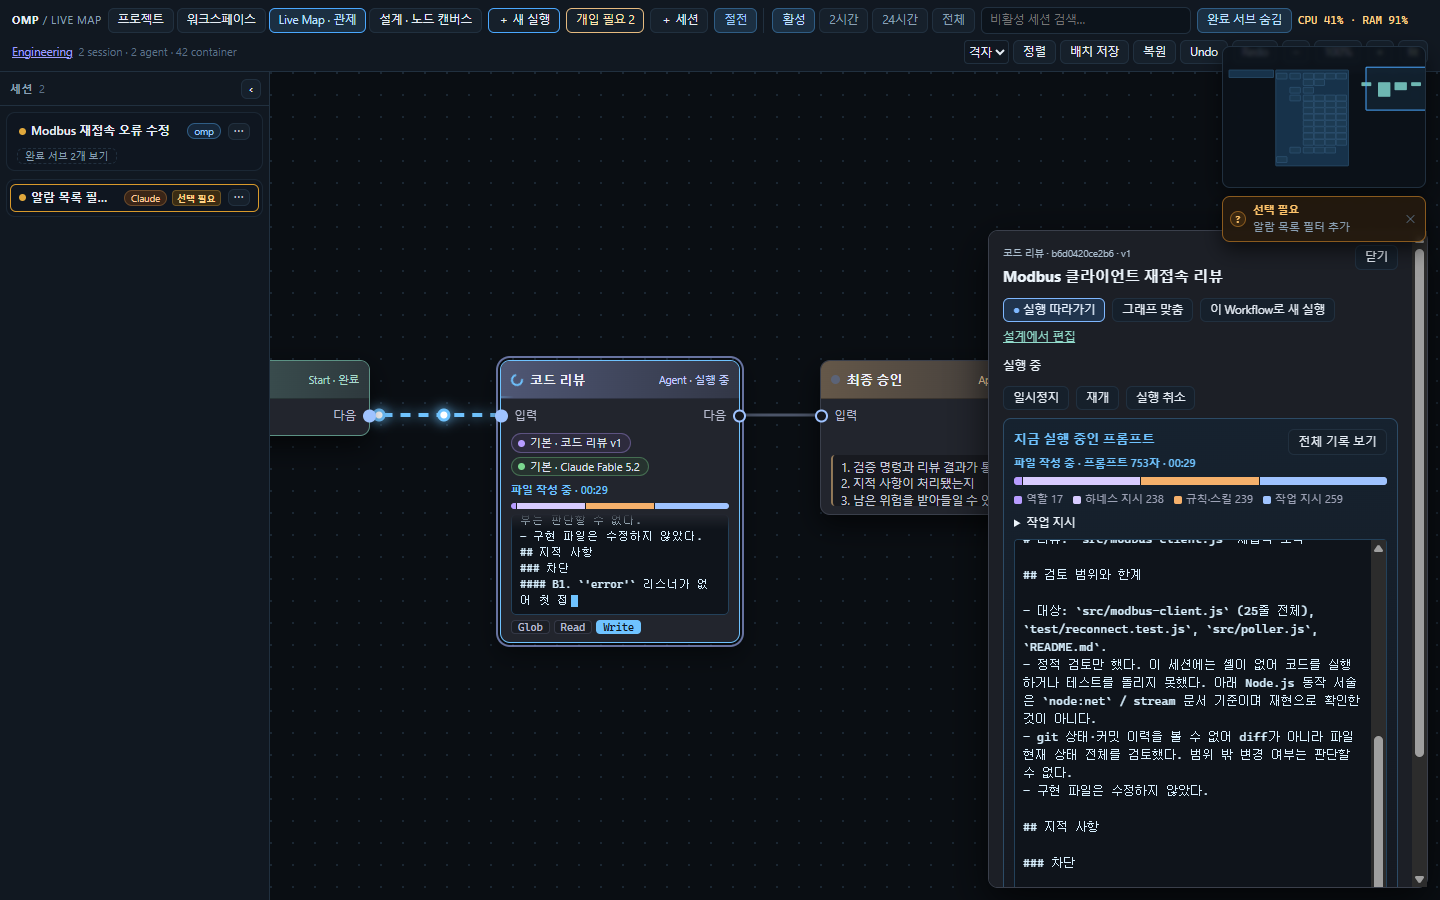 OMP / LIVE MAP
프로젝트
워크스페이스
Live Map · 관제
설계 · 노드 캔버스
+ 새 실행
개입 필요 2
+ 세션
절전
활성
2시간
24시간
전체
비활성 세션 검색...
완료 서브 숨김
CPU 41% · RAM 91%
Engineering 2 session · 2 agent · 42 container
격자
정렬
배치 저장
복원
Undo
세션 2
Modbus 재접속 오류 수정
omp
완료 서브 2개 보기
알람 목록 필...
Claude
선택 필요
선택 필요
알람 목록 필터 추가
Start · 완료
다음
코드 리뷰
Agent · 실행 중
입력
다음
기본 · 코드 리뷰 v1
기본 · Claude Fable 5.2
파일 작성 중 · 00:29
부는 판단할 수 없다.
- 구현 파일은 수정하지 않았다.
## 지적 사항
### 차단
#### B1. `'error'` 리스너가 없
어 첫 접
Glob
Read
Write
최종 승인
입력
1. 검증 명령과 리뷰 결과가
2. 지적 사항이 처리됐는지
3. 남은 위험을 받아들일 수
코드 리뷰 · b6d0420ce2b6 · v1
닫기
Modbus 클라이언트 재접속 리뷰
실행 따라가기
그래프 맞춤
이 Workflow로 새 실행
설계에서 편집
실행 중
일시정지
재개
실행 취소
지금 실행 중인 프롬프트
전체 기록 보기
파일 작성 중 · 프롬프트 753자 · 00:29
역할 17
하네스 지시 238
규칙·스킬 239
작업 지시 259
▶ 작업 지시
## 검토 범위와 한계
- 대상: `src/modbus-client.js` (25줄 전체),
`test/reconnect.test.js`, `src/poller.js`,
`README.md`.
- 정적 검토만 했다. 이 세션에는 셸이 없어 코드를 실행
하거나 테스트를 돌리지 못했다. 아래 Node.js 동작 서술
은 `node:net` / stream 문서 기준이며 재현으로 확인한
것이 아니다.
- git 상태·커밋 이력을 볼 수 없어 diff가 아니라 파일
현재 상태 전체를 검토했다. 범위 밖 변경 여부는 판단할
수 없다.
- 구현 파일은 수정하지 않았다.
## 지적 사항
### 차단